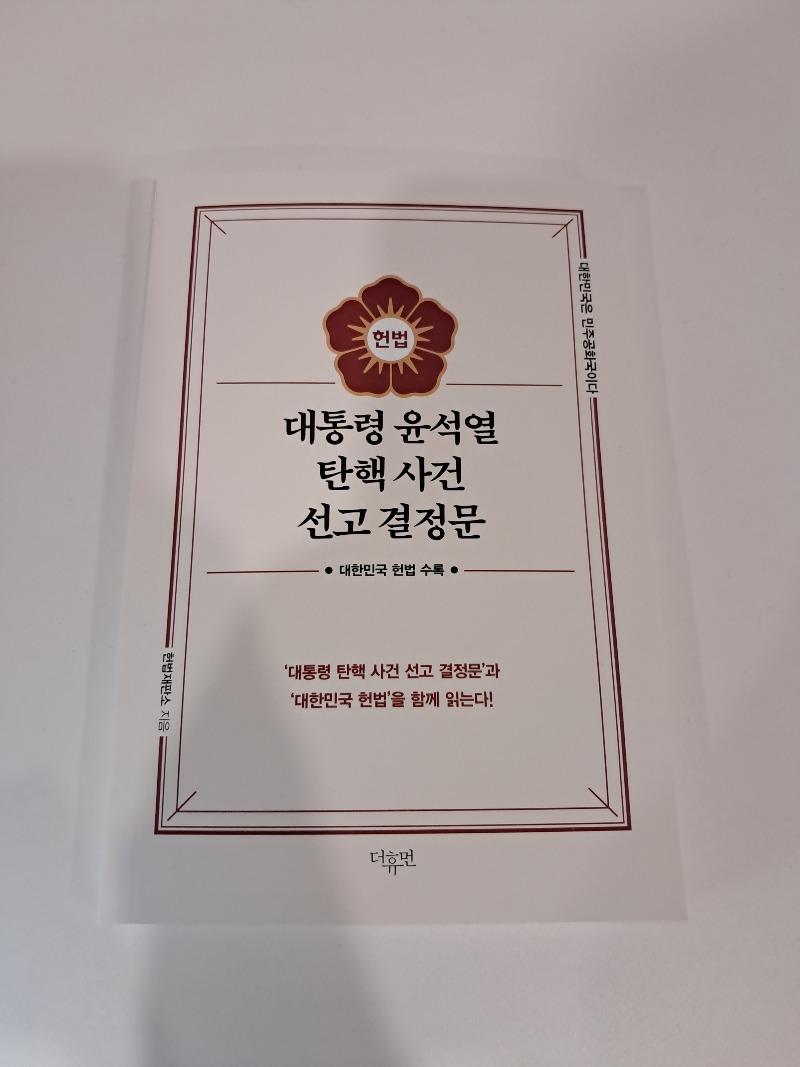 헌법
대통령 윤석열
탄핵 사건
선고 결정문
• 대한민국 헌법 수록 •
대한민국은 민주공화국이다
헌법재판소 지음
‘대통령 탄핵 사건 선고 결정문’과
‘대한민국 헌법’을 함께 읽는다!
더휴먼